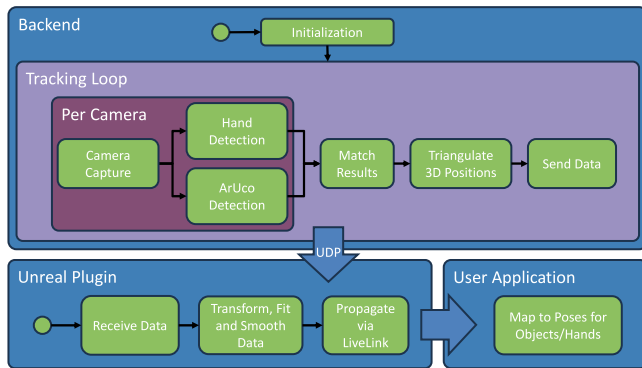 Backend
Initialization
Tracking Loop
Per Camera
Camera
Capture
Hand
Detection
ArUco
Detection
Match
Results
Triangulate
3D Positions
Send Data
UDP
Unreal Plugin
Receive Data
Transform, Fit
and Smooth
Data
Propagate
via
LiveLink
User Application
Map to Poses for
Objects/Hands